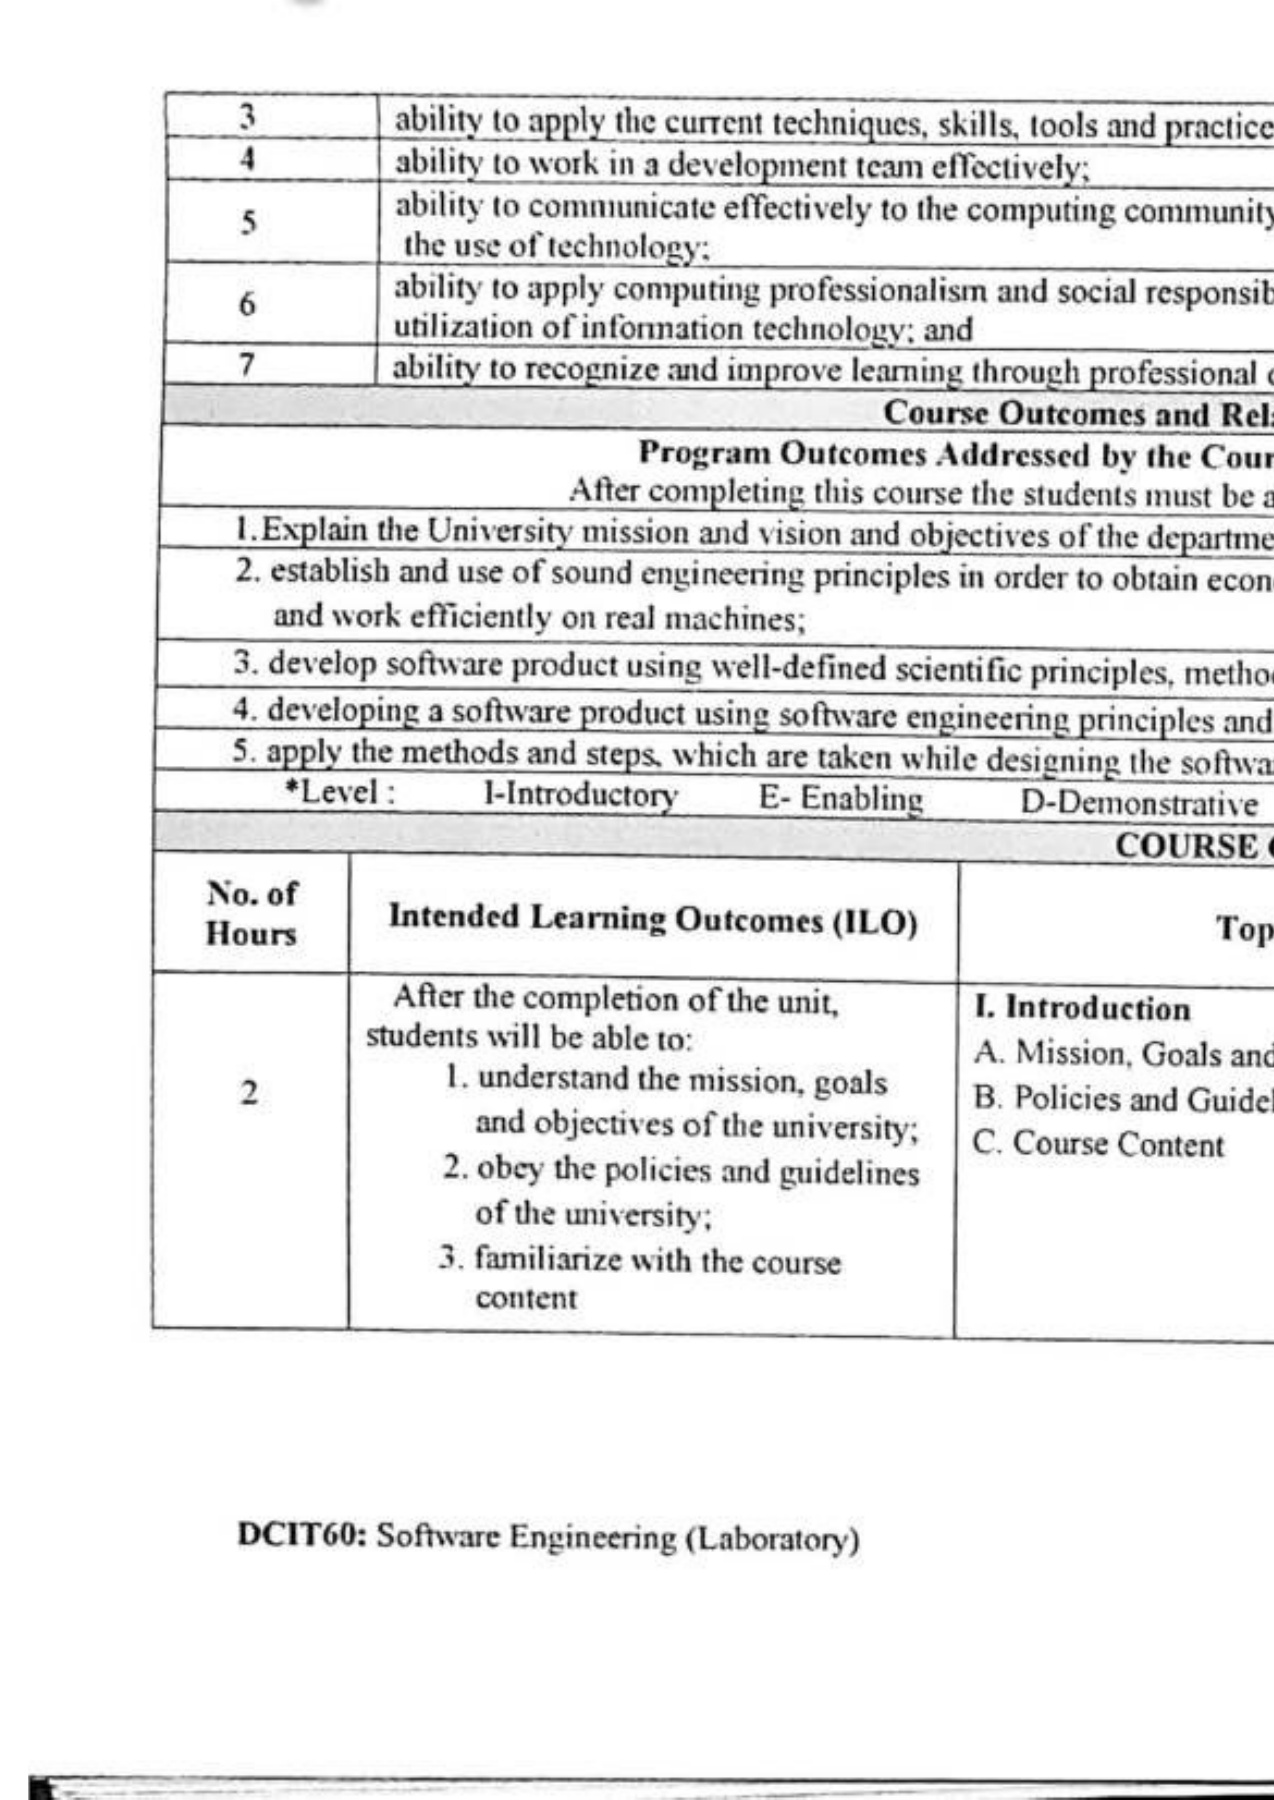 3 ability to apply the current techniques, skills, tools and practice
4 ability to work in a development team effectively;
5 ability to communicate effectively to the computing community
the use of technology;
6 ability to apply computing professionalism and social responsib
utilization of information technology; and
7 ability to recognize and improve learning through professional
Course Outcomes and Rel
Program Outcomes Addressed by the Cour
After completing this course the students must be a
1.Explain the University mission and vision and objectives of the departme
2. establish and use of sound engineering principles in order to obtain econ
and work efficiently on real machines;
3. develop software product using well-defined scientific principles, metho
4. developing a software product using software engineering principles and
5. apply the methods and steps, which are taken while designing the softwa
*Level : I-Introductory E- Enabling D-Demonstrative
COURSE
No. of
Hours
Intended Learning Outcomes (ILO)
Top
2
After the completion of the unit,
students will be able to:
1. understand the mission, goals
and objectives of the university;
2. obey the policies and guidelines
of the university;
3. familiarize with the course
content
I. Introduction
A. Mission, Goals and
B. Policies and Guidel
C. Course Content
DCIT60: Software Engineering (Laboratory)